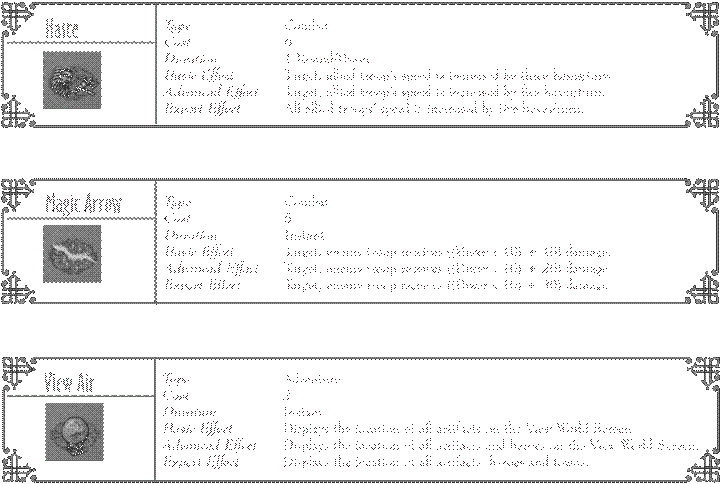 Haste
Type Combat
Cost 6
Duration 1 Round/Power
Basic Effect Target, allied troop's speed is increased by three hexes/turn.
Advanced Effect Target, allied troop's speed is increased by five hexes/turn.
Expert Effect All allied troops' speed is increased by five hexes/turn.
Magic Arrow
Type Combat
Cost 5
Duration Instant
Basic Effect Target, enemy troop receives ((Power x 10) + 10) damage.
Advanced Effect Target, enemy troop receives ((Power x 10) + 20) damage.
Expert Effect Target, enemy troop receives ((Power x 10) + 30) damage.
View Air
Type Adventure
Cost 2
Duration Instant
Basic Effect Displays the location of all artifacts on the View World Screen.
Advanced Effect Displays the location of all artifacts and heroes on the View World Screen.
Expert Effect Displays the location of all artifacts, heroes and towns.